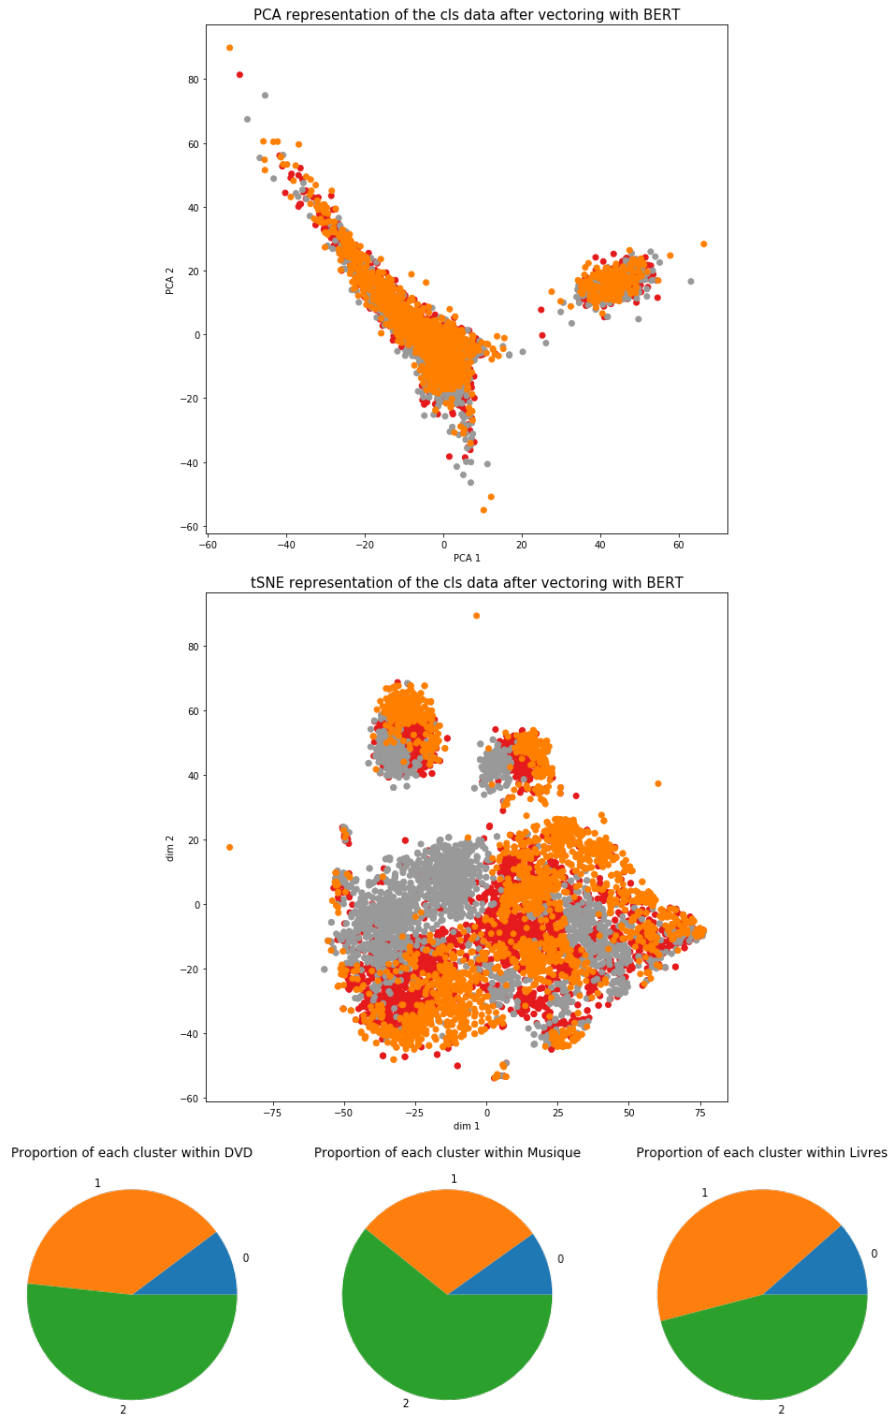 PCA representation of the cls data after vectoring with BERT
80
60
40
20
0
−20
−40
−60
PCA 2
−60 −40 −20 0 20 40 60
PCA 1
tSNE representation of the cls data after vectoring with BERT
80
60
40
20
0
−20
−40
−60
dim 2
−75 −50 −25 0 25 50 75
dim 1
Proportion of each cluster within DVD
1
0
2
Proportion of each cluster within Musique
1
0
2
Proportion of each cluster within Livres
1
0
2